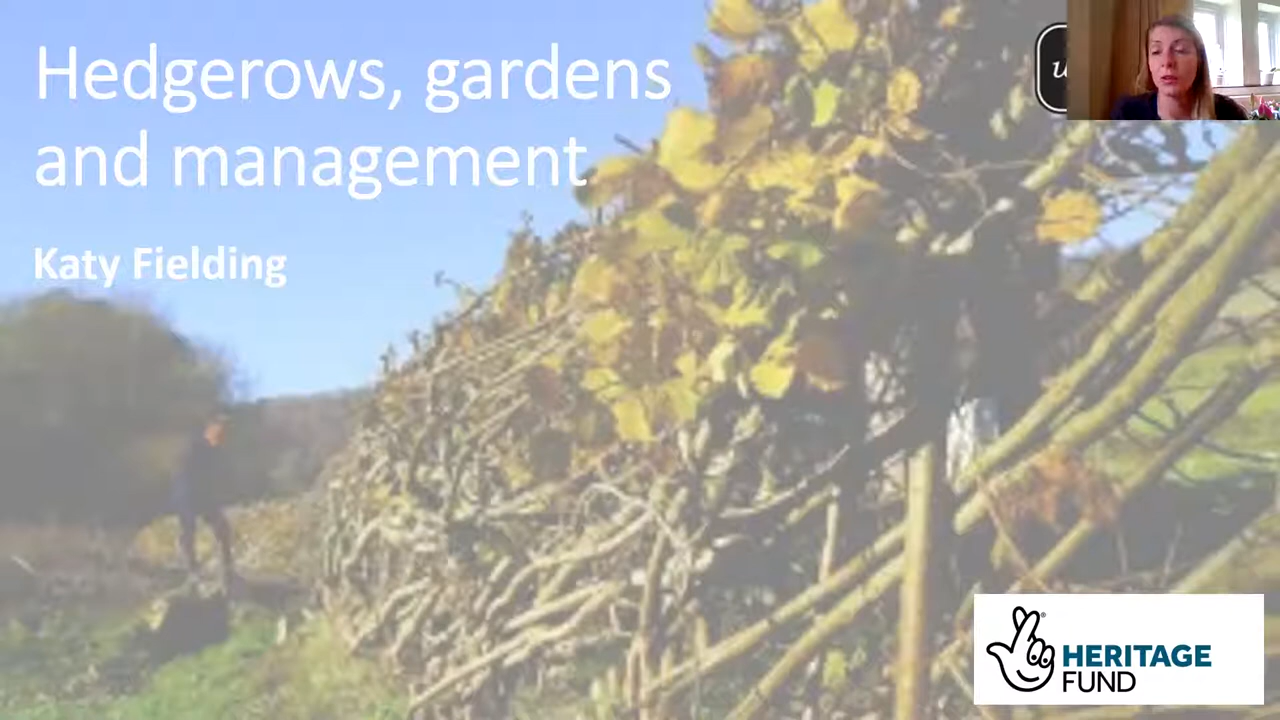 Hedgerows, gardens
and management
Katy Fielding
HERITAGE
FUND